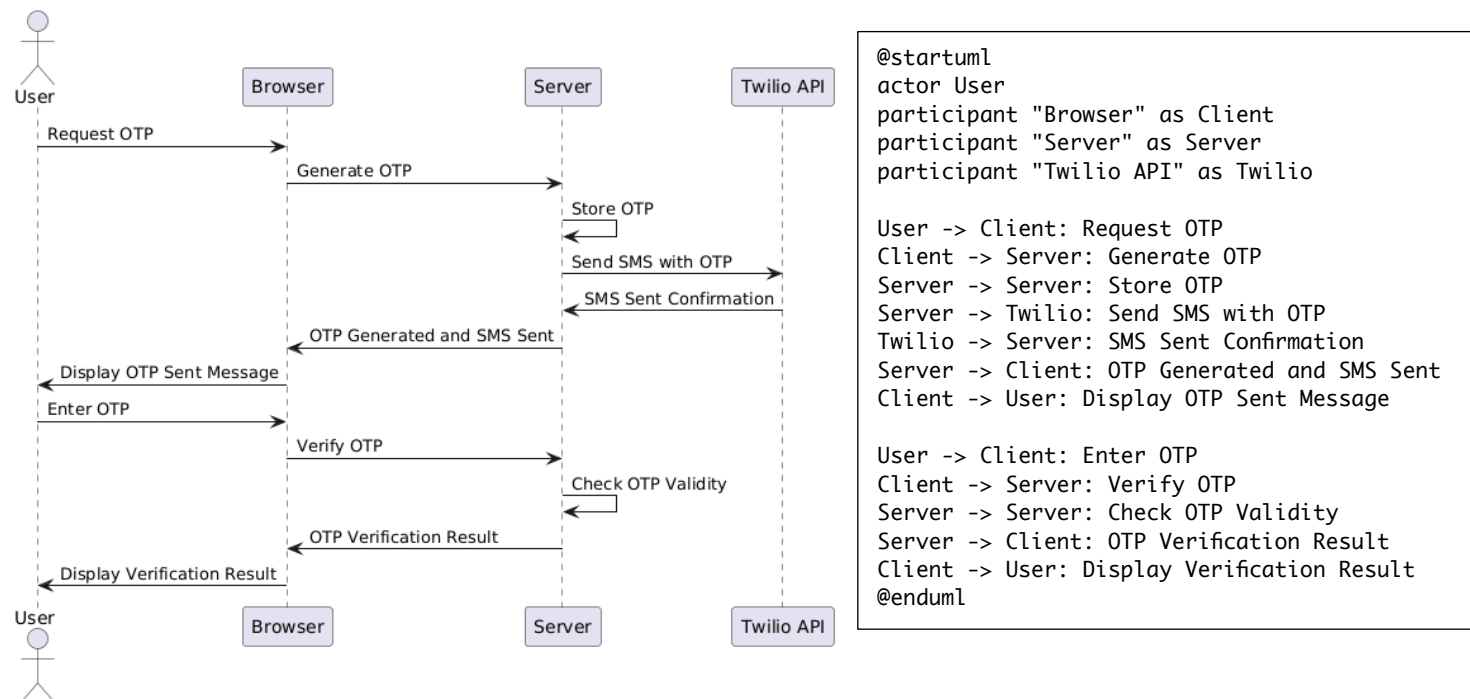 User
Browser
Server
Twilio API
Request OTP
Generate OTP
Store OTP
Send SMS with OTP
SMS Sent Confirmation
OTP Generated and SMS Sent
Display OTP Sent Message
Enter OTP
Verify OTP
Check OTP Validity
OTP Verification Result
Display Verification Result
User
Browser
Server
Twilio API
@startuml
actor User
participant "Browser" as Client
participant "Server" as Server
participant "Twilio API" as Twilio
User -> Client: Request OTP
Client -> Server: Generate OTP
Server -> Server: Store OTP
Server -> Twilio: Send SMS with OTP
Twilio -> Server: SMS Sent Confirmation
Server -> Client: OTP Generated and SMS Sent
Client -> User: Display OTP Sent Message
User -> Client: Enter OTP
Client -> Server: Verify OTP
Server -> Server: Check OTP Validity
Server -> Client: OTP Verification Result
Client -> User: Display Verification Result
@enduml